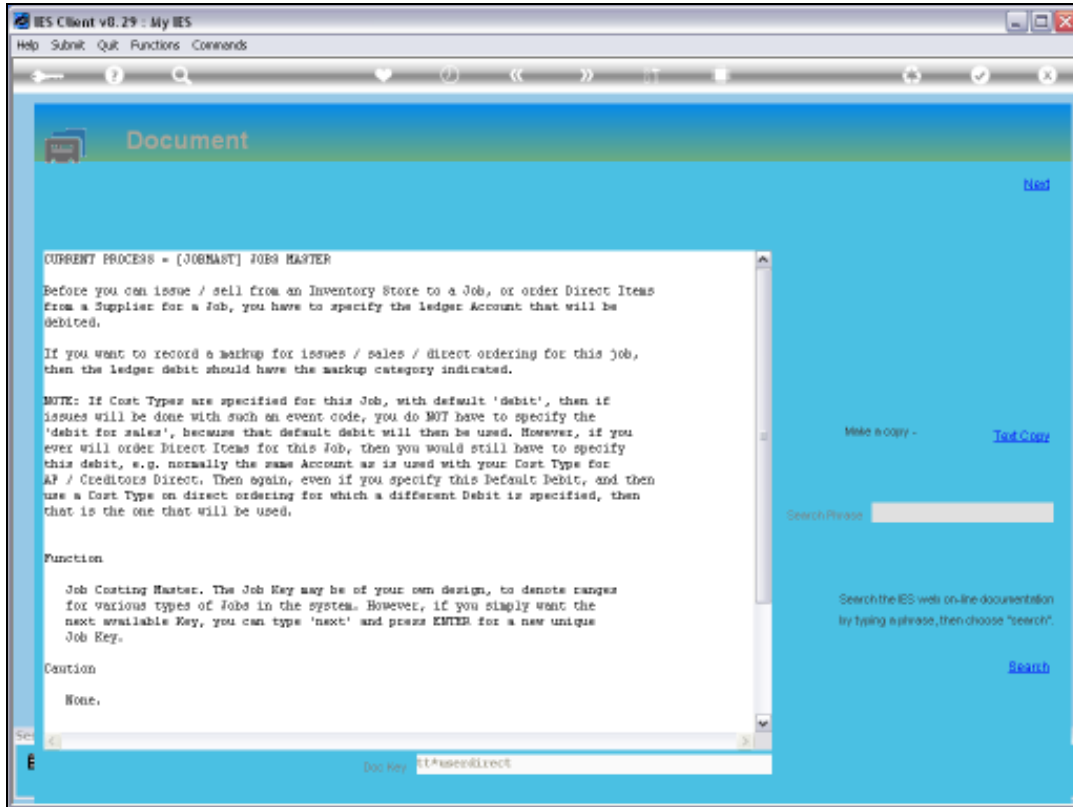 IES Client v8.29 : My IES
Help Submit Quit Functions Commands
Document
Next
CURRENT PROCESS = [JOBMAST] JOBS MASTER
Before you can issue / sell from an Inventory Store to a Job, or order Direct Items
from a Supplier for a Job, you have to specify the Ledger Account that will be
debited.
If you want to record a markup for issues / sales / direct ordering for this job,
then the ledger debit should have the markup category indicated.
NOTE: If Cost Types are specified for this Job, with default 'debit', then if
issues will be done with such an event code, you do NOT have to specify the
'debit for sales', because that default debit will then be used. However, if you
ever will order Direct Items for this Job, then you would still have to specify
this debit, e.g. normally the same Account as is used with your Cost Type for
AP / Creditors Direct. Then again, even if you specify this Default Debit, and then
use a Cost Type on direct ordering for which a different Debit is specified, then
that is the one that will be used.
Make a copy -
Text Copy
Search Phrase
Function
Job Costing Master. The Job Key may be of your own design, to denote ranges
for various types of Jobs in the system. However, if you simply want the
next available Key, you can type 'next' and press ENTER for a new unique
Job Key.
Search the IES web on-line documentation
by typing a phrase, then choose "search".
Search
Caution
None.
Doc Key tt*userdirect